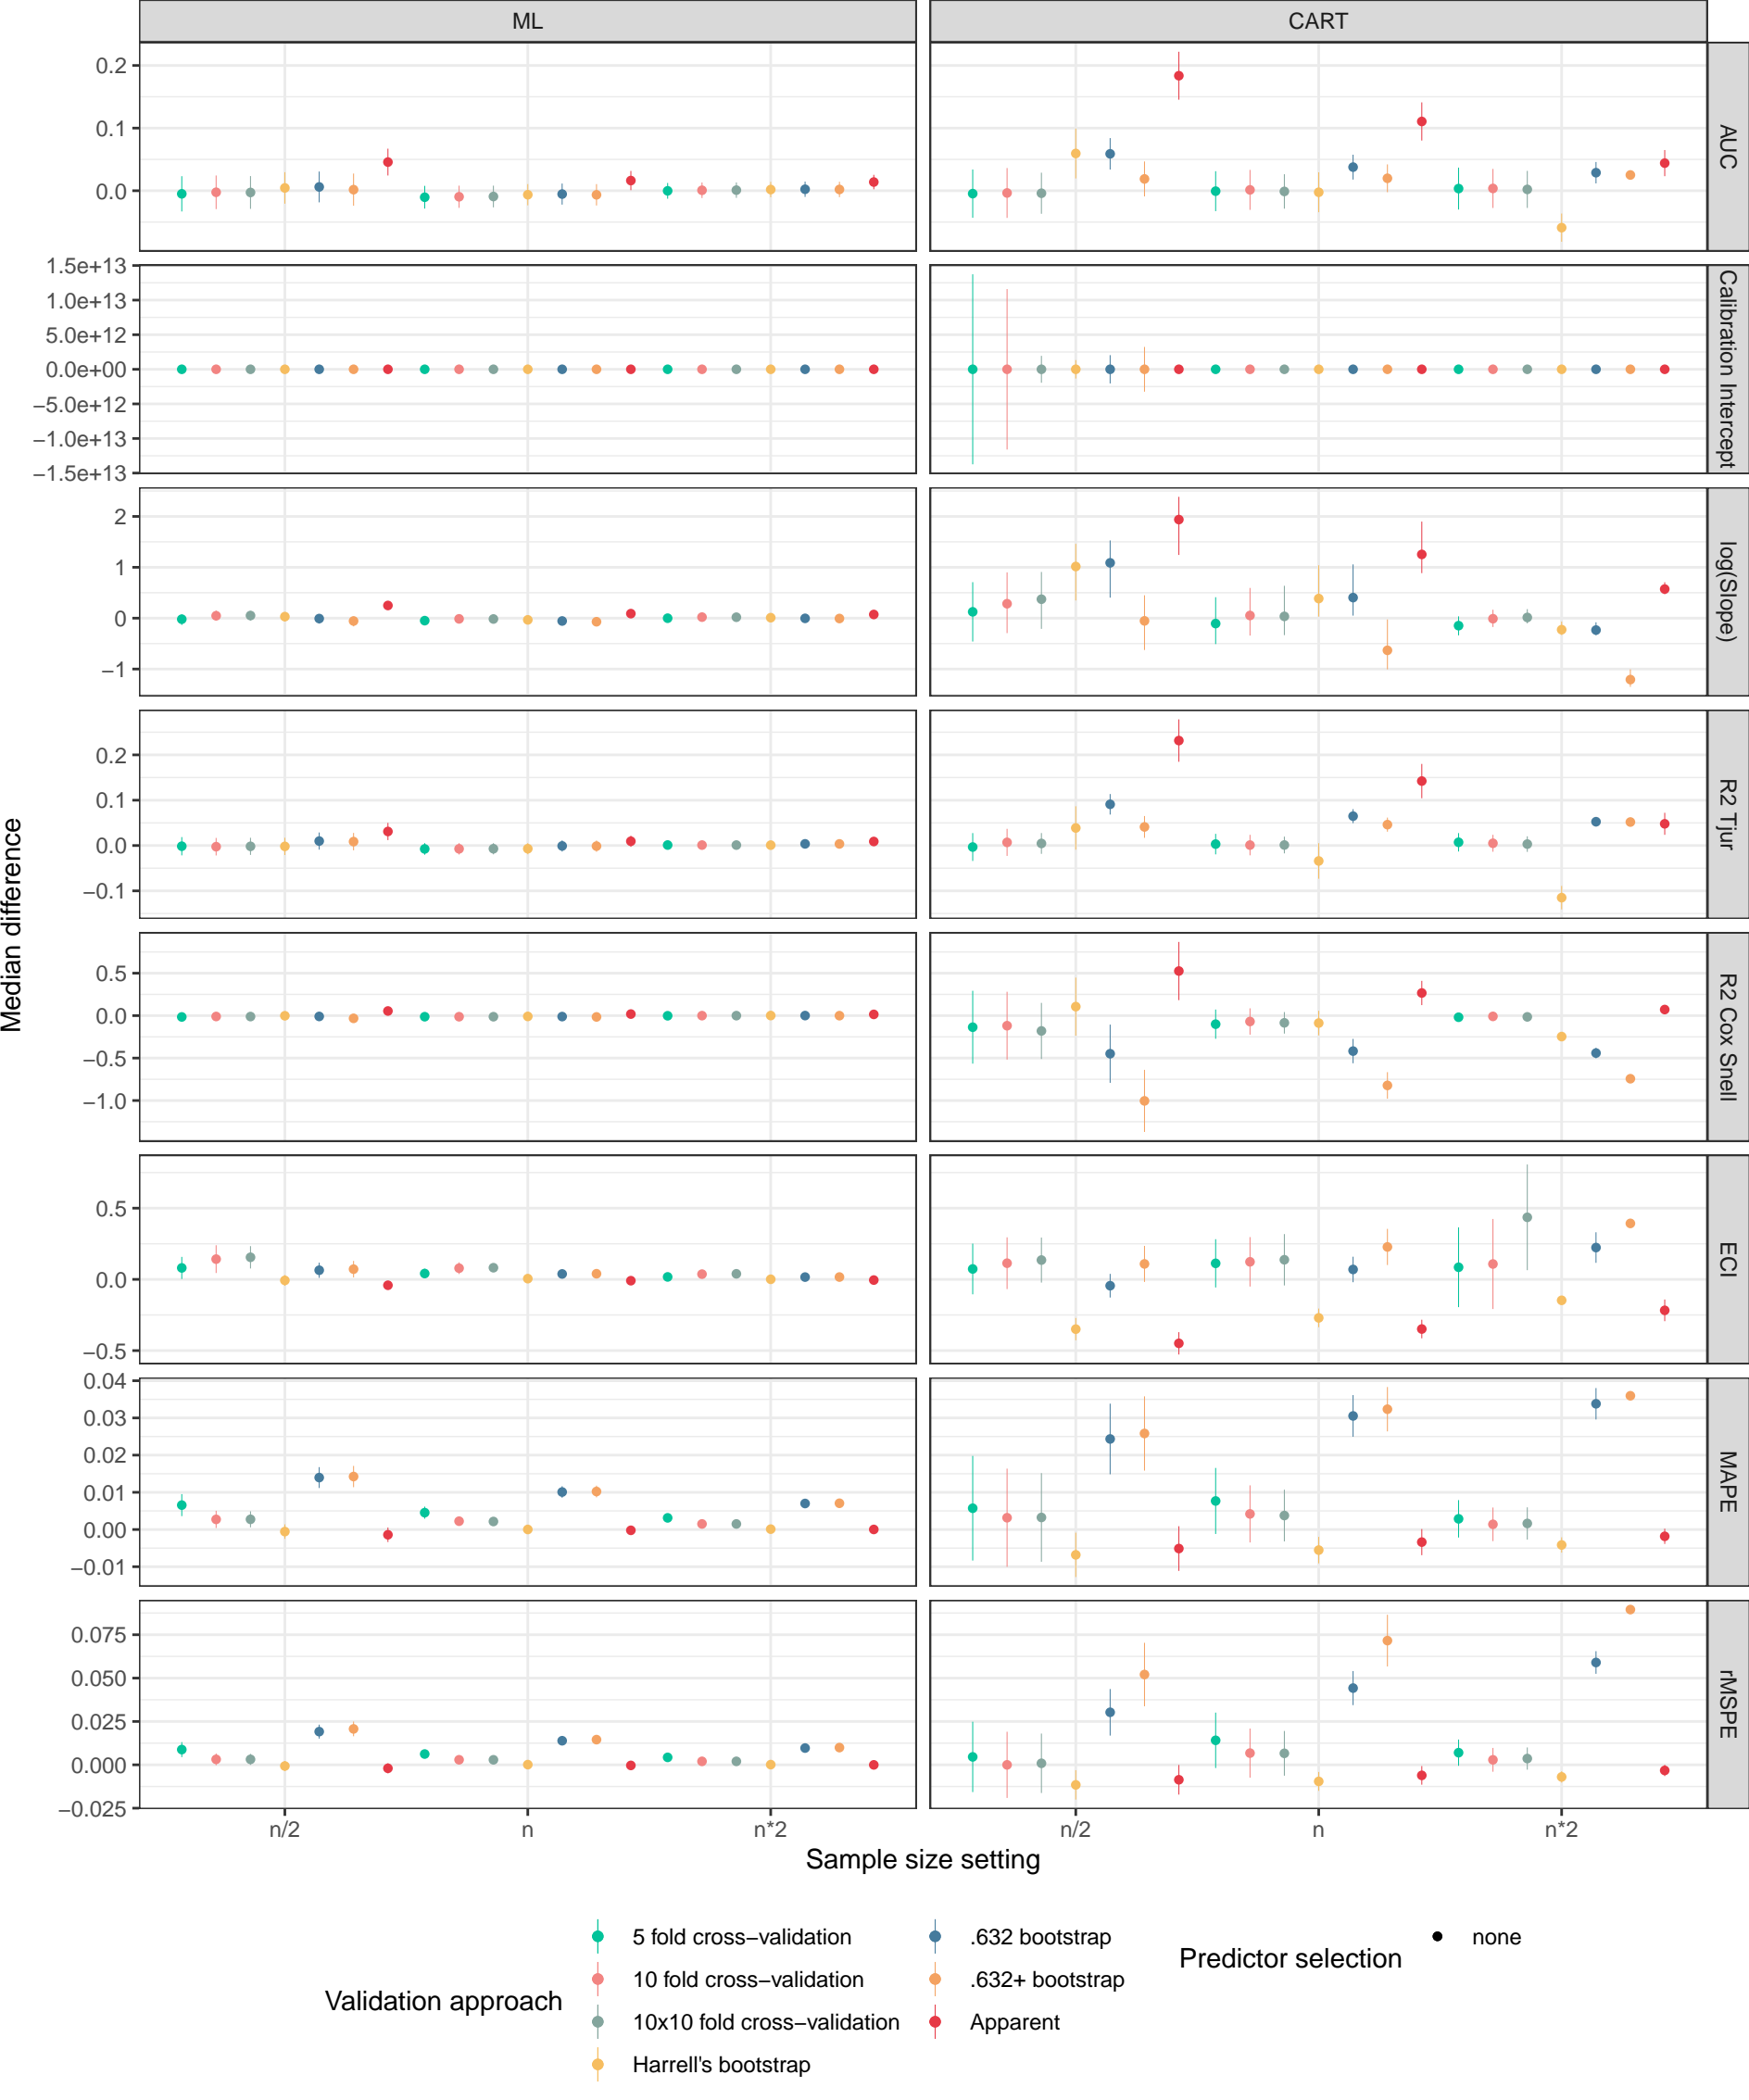 ML
CART
0.2
0.1
0.0
AUC
1.5e+13
1.0e+13
5.0e+12
0.0e+00
−5.0e+12
−1.0e+13
−1.5e+13
Calibration Intercept
2
1
0
−1
log(Slope)
0.2
0.1
0.0
−0.1
R2 Tjur
0.5
0.0
−0.5
−1.0
R2 Cox Snell
0.5
0.0
−0.5
ECI
0.04
0.03
0.02
0.01
0.00
−0.01
MAPE
0.075
0.050
0.025
0.000
−0.025
rMSPE
Median difference
n/2
n
n*2
n/2
n
n*2
Sample size setting
Validation approach
5 fold cross−validation
10 fold cross−validation
10x10 fold cross−validation
Harrell's bootstrap
.632 bootstrap
.632+ bootstrap
Apparent
Predictor selection
none